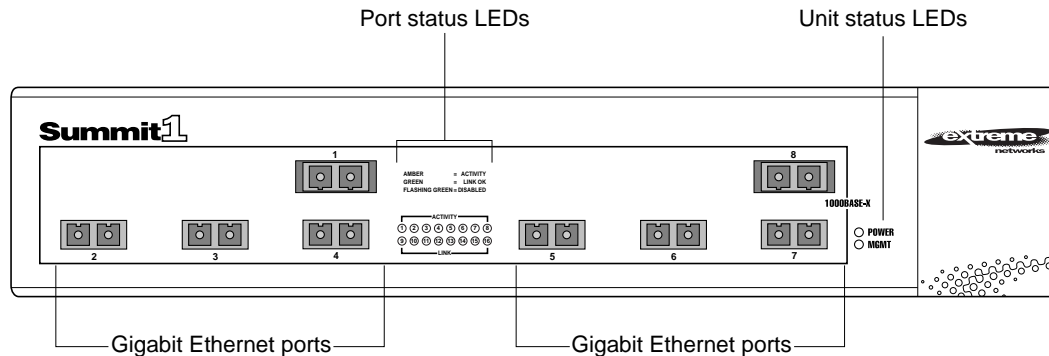 Port status LEDs
Unit status LEDs
Summit1
extreme
networks
1
8
AMBER = ACTIVITY
GREEN = LINK OK
FLASHING GREEN = DISABLED
1000BASE-X
ACTIVITY
1 2 3 4 5 6 7 8
9 10 11 12 13 14 15 16
LINK
POWER
MGMT
2
3
4
5
6
7
Gigabit Ethernet ports
Gigabit Ethernet ports